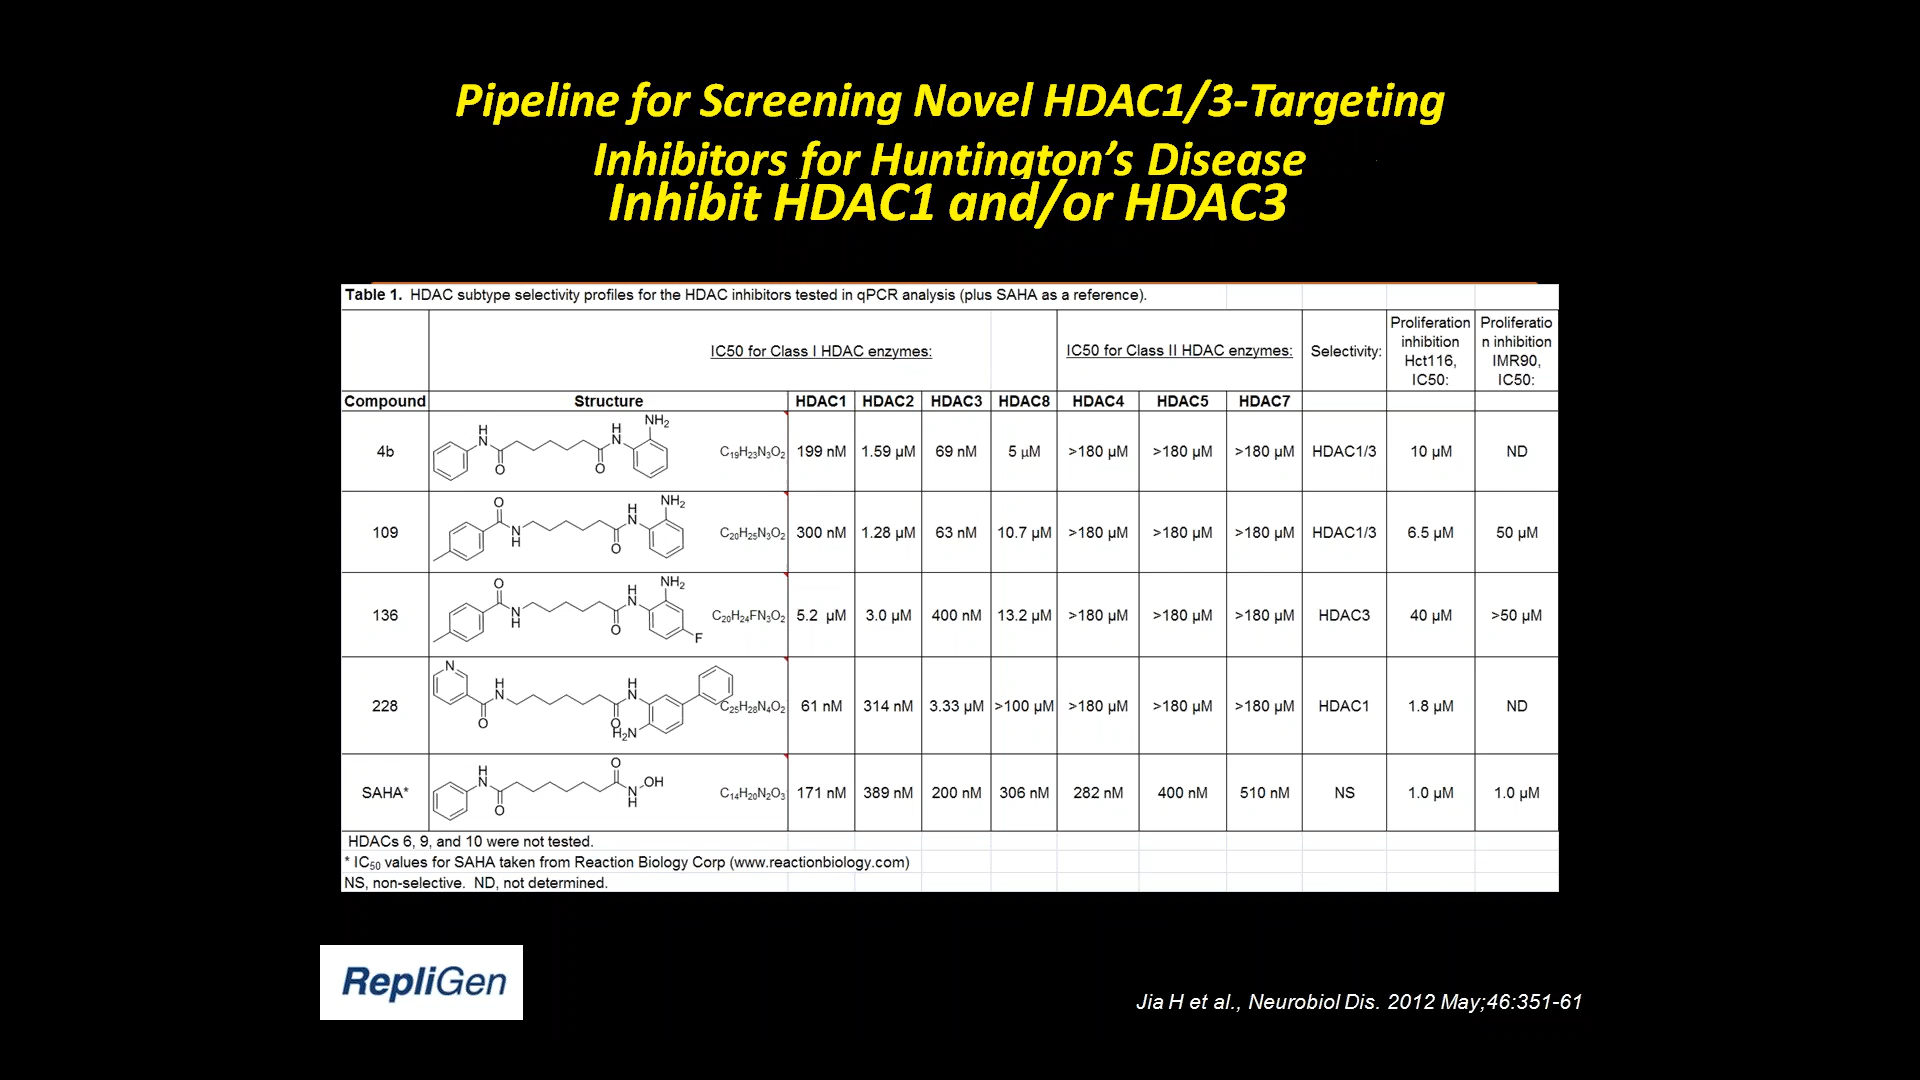 Pipeline for Screening Novel HDAC1/3-Targeting
Inhibitors for Huntington's Disease
Inhibit HDAC1 and/or HDAC3
Table 1. HDAC subtype selectivity profiles for the HDAC inhibitors tested in qPCR analysis (plus SAHA as a reference).
IC50 for Class I HDAC enzymes: IC50 for Class II HDAC enzymes: Selectivity: Proliferation inhibition Hct116, IC50: Proliferatio n inhibition IMR90, IC50:
Compound Structure HDAC1 HDAC2 HDAC3 HDAC8 HDAC4 HDAC5 HDAC7
4b H N O O H N NH₂ C₁₉H₂₃N₃O₂ 199 nM 1.59 µM 69 nM 5 µM >180 µM >180 µM >180 µM HDAC1/3 10 µM ND
109 O N H O H N NH₂ C₂₀H₂₅N₃O₂ 300 nM 1.28 µM 63 nM 10.7 µM >180 µM >180 µM >180 µM HDAC1/3 6.5 µM 50 µM
136 O N H O H N NH₂ F C₂₀H₂₄FN₃O₂ 5.2 µM 3.0 µM 400 nM 13.2 µM >180 µM >180 µM >180 µM HDAC3 40 µM >50 µM
228 N O H N O H N H₂N C₂₅H₂₈N₄O₂ 61 nM 314 nM 3.33 µM >100 µM >180 µM >180 µM >180 µM HDAC1 1.8 µM ND
SAHA* H N O O N H OH C₁₄H₂₀N₂O₃ 171 nM 389 nM 200 nM 306 nM 282 nM 400 nM 510 nM NS 1.0 µM 1.0 µM
HDACs 6, 9, and 10 were not tested.
* IC₅₀ values for SAHA taken from Reaction Biology Corp (www.reactionbiology.com)
NS, non-selective. ND, not determined.
RepliGen
Jia H et al., Neurobiol Dis. 2012 May;46:351-61